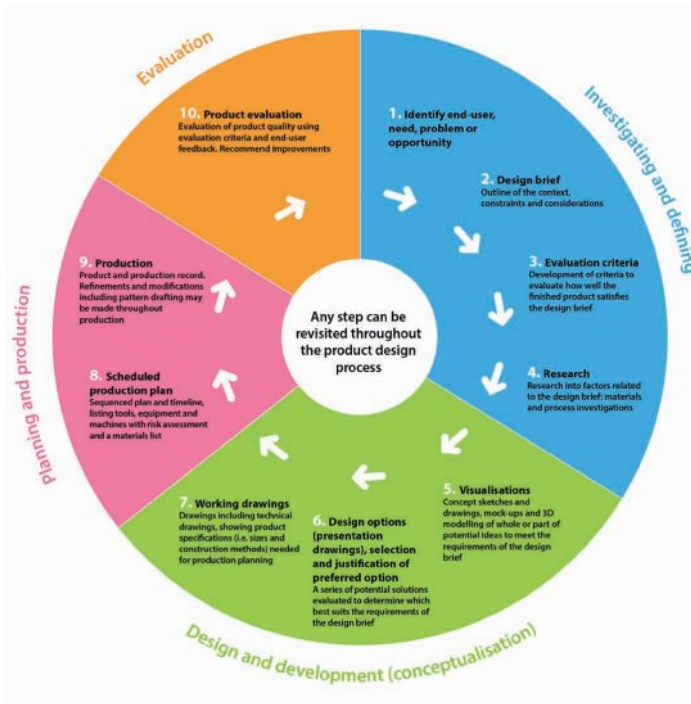 Evaluation
10. Product evaluation
Evaluation of product quality using
evaluation criteria and end-user
feedback. Recommend improvements
Investigating and defining
1. Identify end-user,
need, problem or
opportunity
2. Design brief
Outline of the context,
constraints and considerations
3. Evaluation criteria
Development of criteria to
evaluate how well the
finished product satisfies
the design brief
4. Research
Research into factors related
to the design brief: materials
and process investigations
Design and development (conceptualisation)
5. Visualisations
Concept sketches and
drawings, mock-ups and 3D
modelling of whole or part of
potential ideas to meet the
requirements of the design
brief
6. Design options
(presentation
drawings), selection
and justification of
preferred option
A series of potential solutions
evaluated to determine which
best suits the requirements of
the design brief
7. Working drawings
Drawings including technical
drawings, showing product
specifications (i.e. sizes and
construction methods) needed
for production planning
Planning and production
8. Scheduled
production plan
Sequenced plan and timeline,
listing tools, equipment and
machines with risk assessment
and a materials list
9. Production
Product and production record.
Refinements and modifications
including pattern drafting may
be made throughout
production
Any step can be
revisited throughout
the product design
process